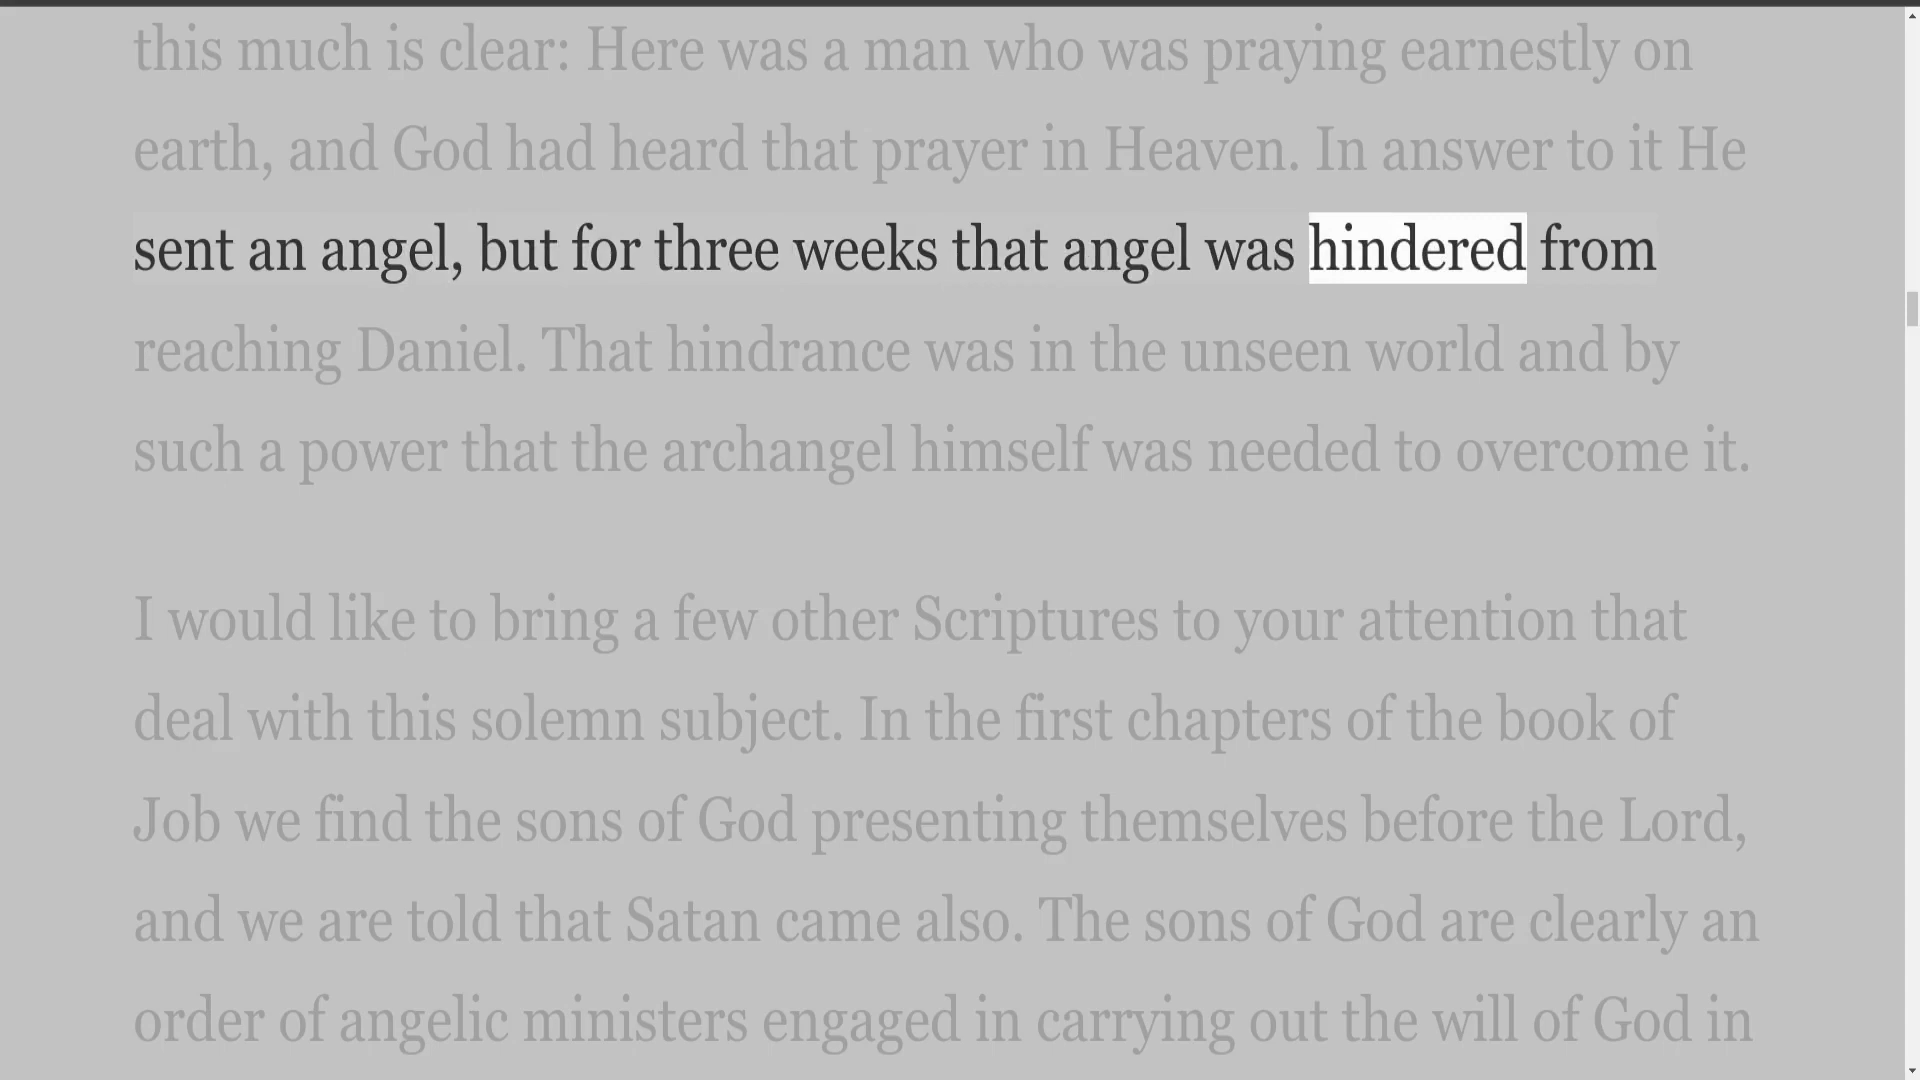 this much is clear: Here was a man who was praying earnestly on
earth, and God had heard that prayer in Heaven. In answer to it He
sent an angel, but for three weeks that angel was hindered from
reaching Daniel. That hindrance was in the unseen world and by
such a power that the archangel himself was needed to overcome it.
I would like to bring a few other Scriptures to your attention that
deal with this solemn subject. In the first chapters of the book of
Job we find the sons of God presenting themselves before the Lord,
and we are told that Satan came also. The sons of God are clearly an
order of angelic ministers engaged in carrying out the will of God in